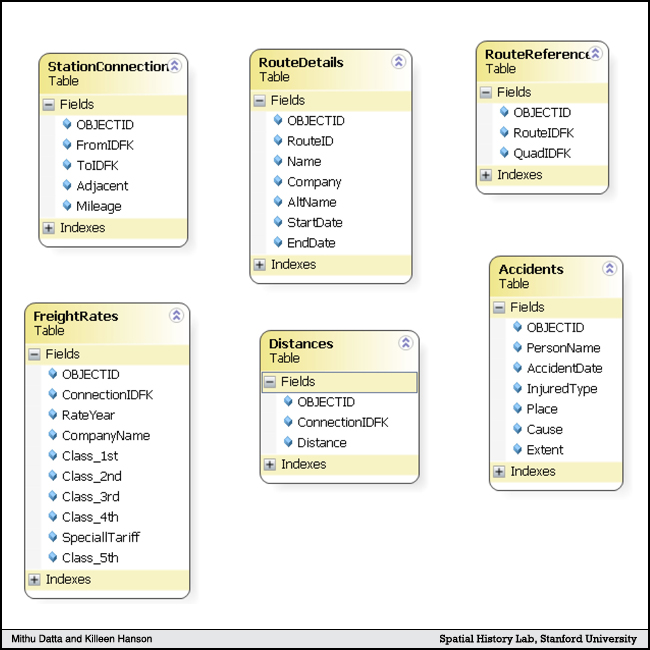 StationConnection
Table
Fields
OBJECTID
FromIDFK
ToIDFK
Adjacent
Mileage
Indexes
RouteDetails
Table
Fields
OBJECTID
RouteID
Name
Company
AltName
StartDate
EndDate
Indexes
RouteReference
Table
Fields
OBJECTID
RouteIDFK
QuadIDFK
Indexes
FreightRates
Table
Fields
OBJECTID
ConnectionIDFK
RateYear
CompanyName
Class_1st
Class_2nd
Class_3rd
Class_4th
SpeciallTariff
Class_5th
Indexes
Distances
Table
Fields
OBJECTID
ConnectionIDFK
Distance
Indexes
Accidents
Table
Fields
OBJECTID
PersonName
AccidentDate
InjuredType
Place
Cause
Extent
Indexes
Mithu Datta and Killeen Hanson
Spatial History Lab, Stanford University